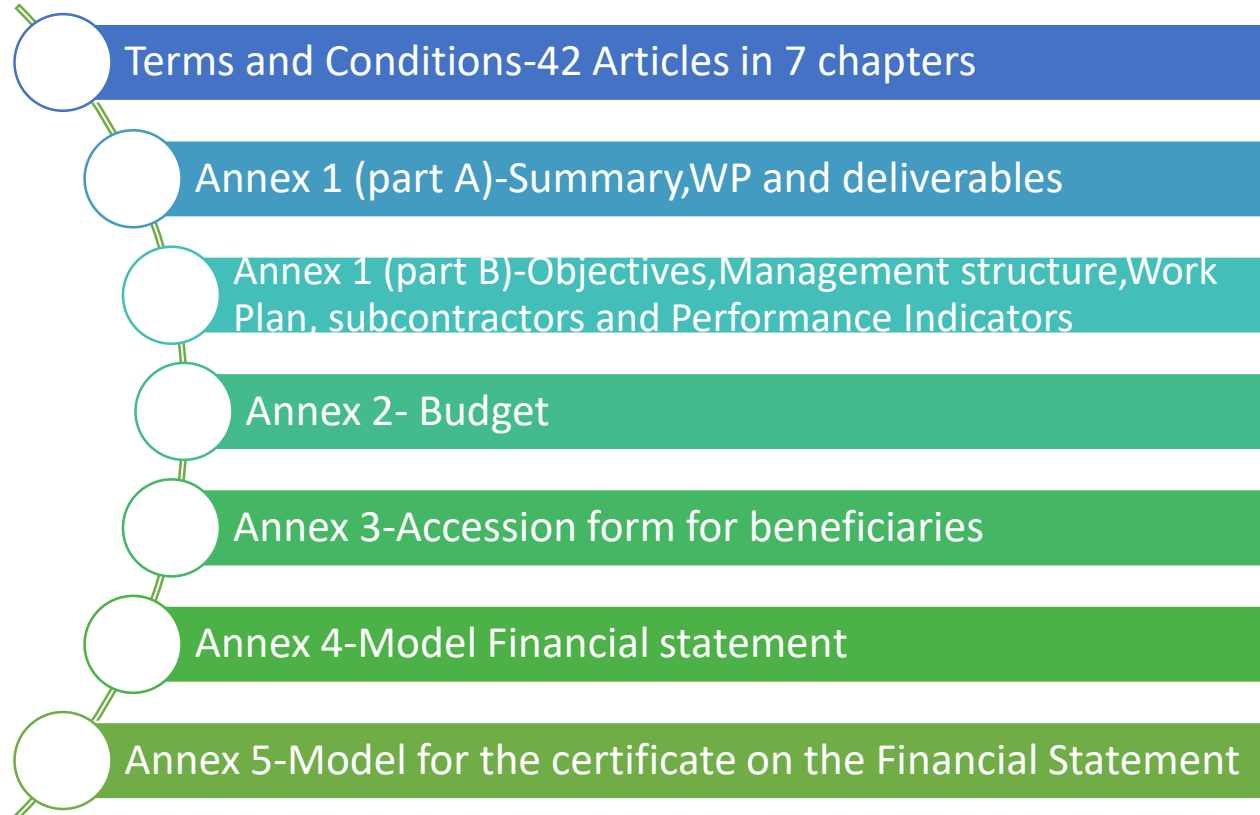 Terms and Conditions-42 Articles in 7 chapters
Annex 1 (part A)-Summary,WP and deliverables
Annex 1 (part B)-Objectives,Management structure,Work
Plan, subcontractors and Performance Indicators
Annex 2- Budget
Annex 3-Accession form for beneficiaries
Annex 4-Model Financial statement
Annex 5-Model for the certificate on the Financial Statement